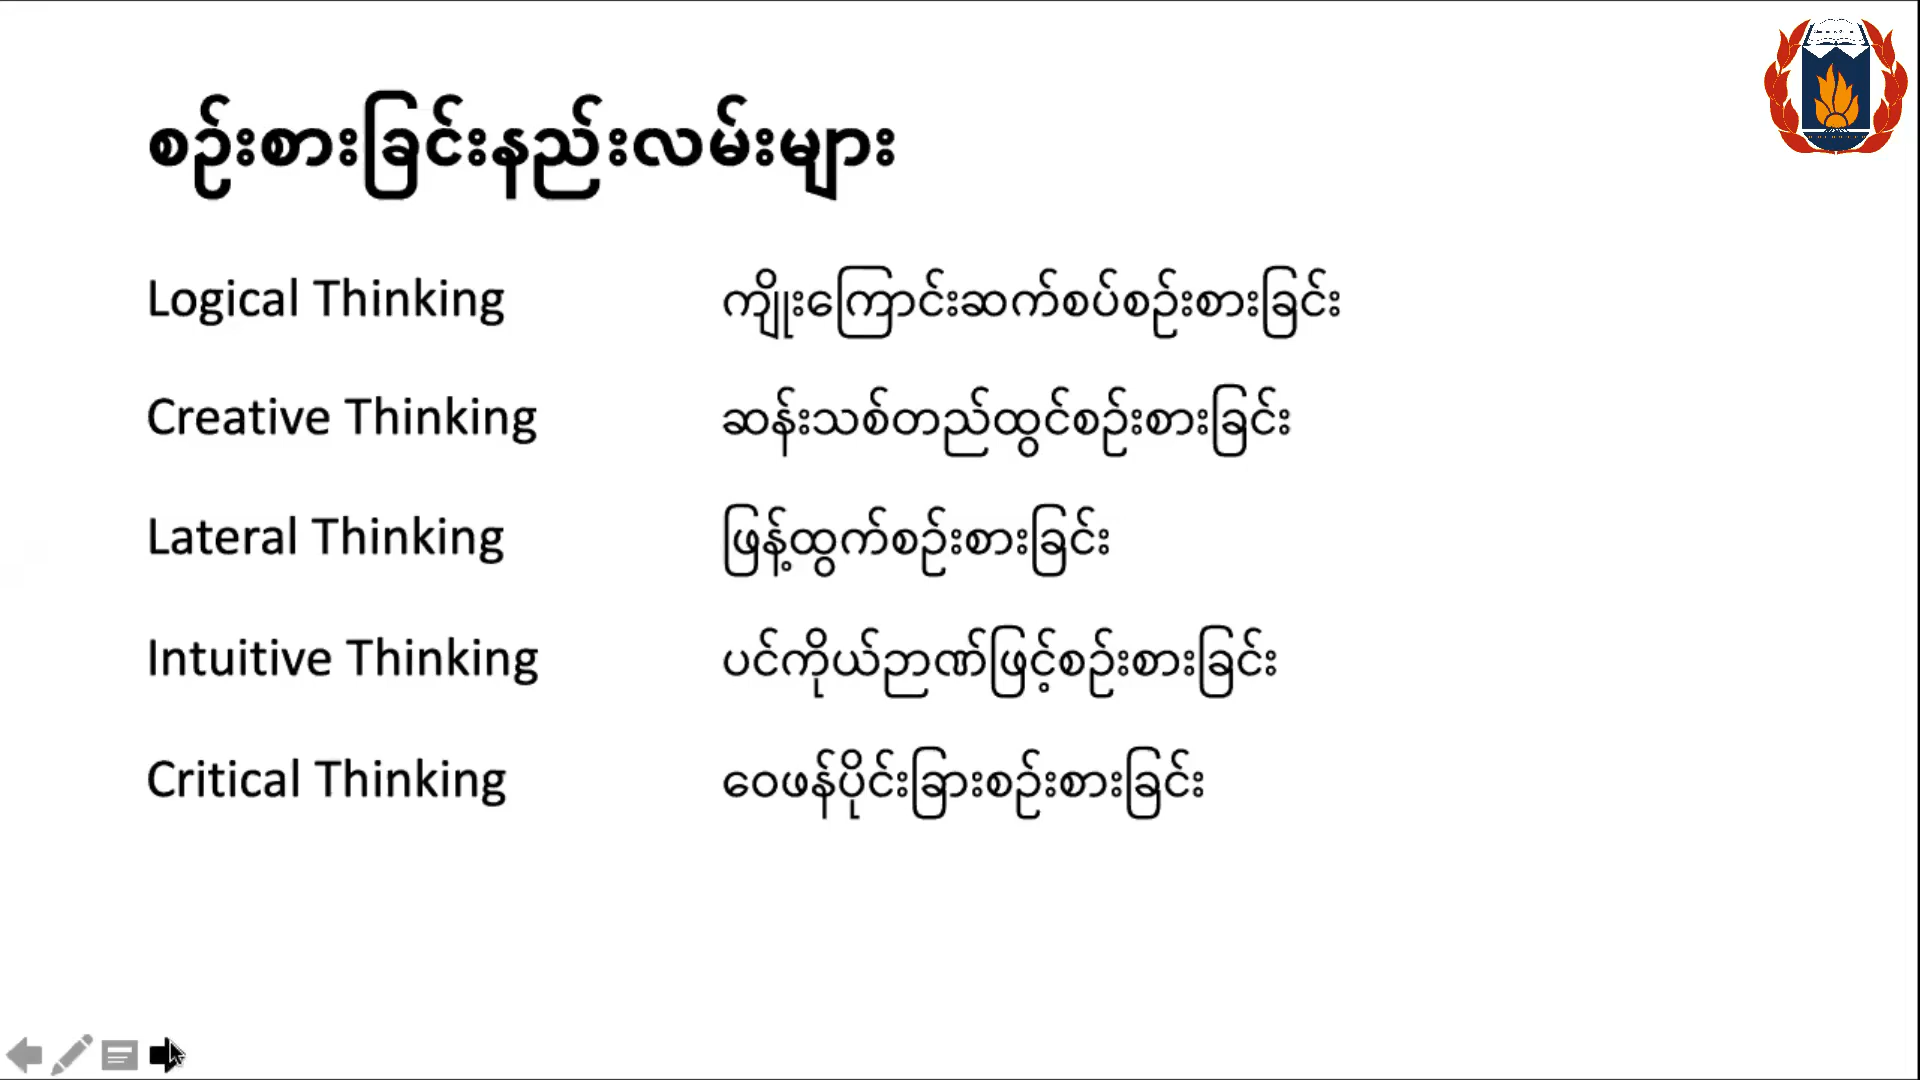 စဉ်းစားခြင်းနည်းလမ်းများ
Logical Thinking ကျိုးကြောင်းဆက်စပ်စဉ်းစားခြင်း
Creative Thinking ဆန်းသစ်တည်ထွင်စဉ်းစားခြင်း
Lateral Thinking ဖြန့်ထွက်စဉ်းစားခြင်း
Intuitive Thinking ပင်ကိုယ်ဉာဏ်ဖြင့်စဉ်းစားခြင်း
Critical Thinking ဝေဖန်ပိုင်းခြားစဉ်းစားခြင်း